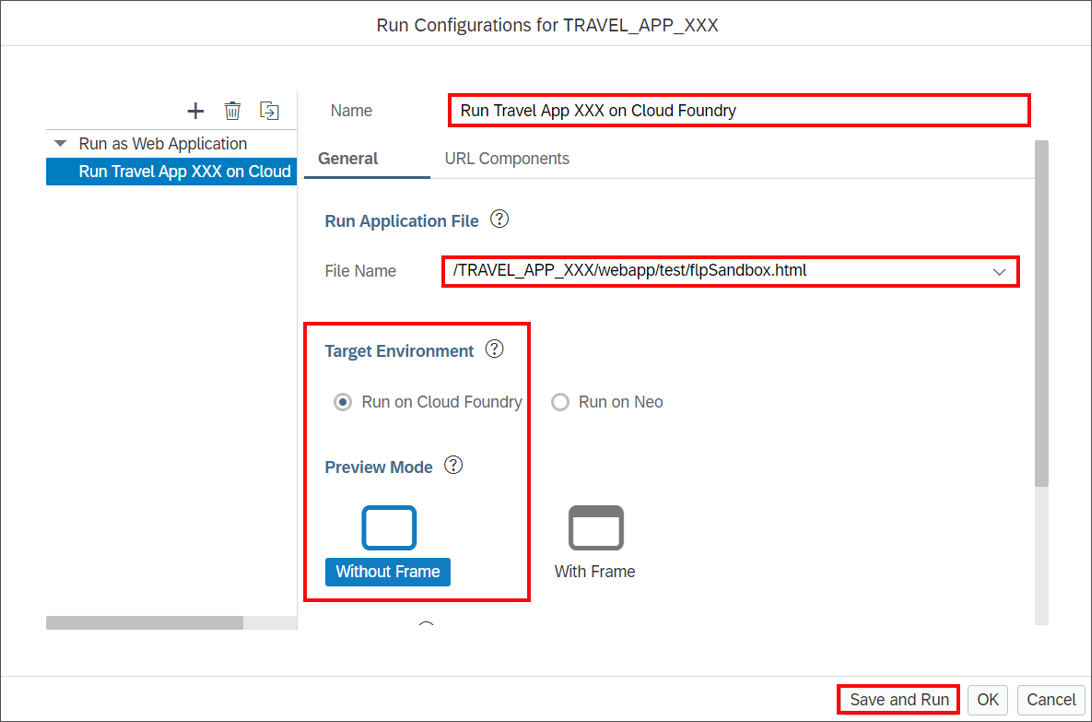 Run Configurations for TRAVEL_APP_XXX
Name
Run Travel App XXX on Cloud Foundry
Run as Web Application
Run Travel App XXX on Cloud
General
URL Components
Run Application File ?
File Name
/TRAVEL_APP_XXX/webapp/test/flpSandbox.html
Target Environment ?
Run on Cloud Foundry
Run on Neo
Preview Mode ?
Without Frame
With Frame
Save and Run
OK
Cancel